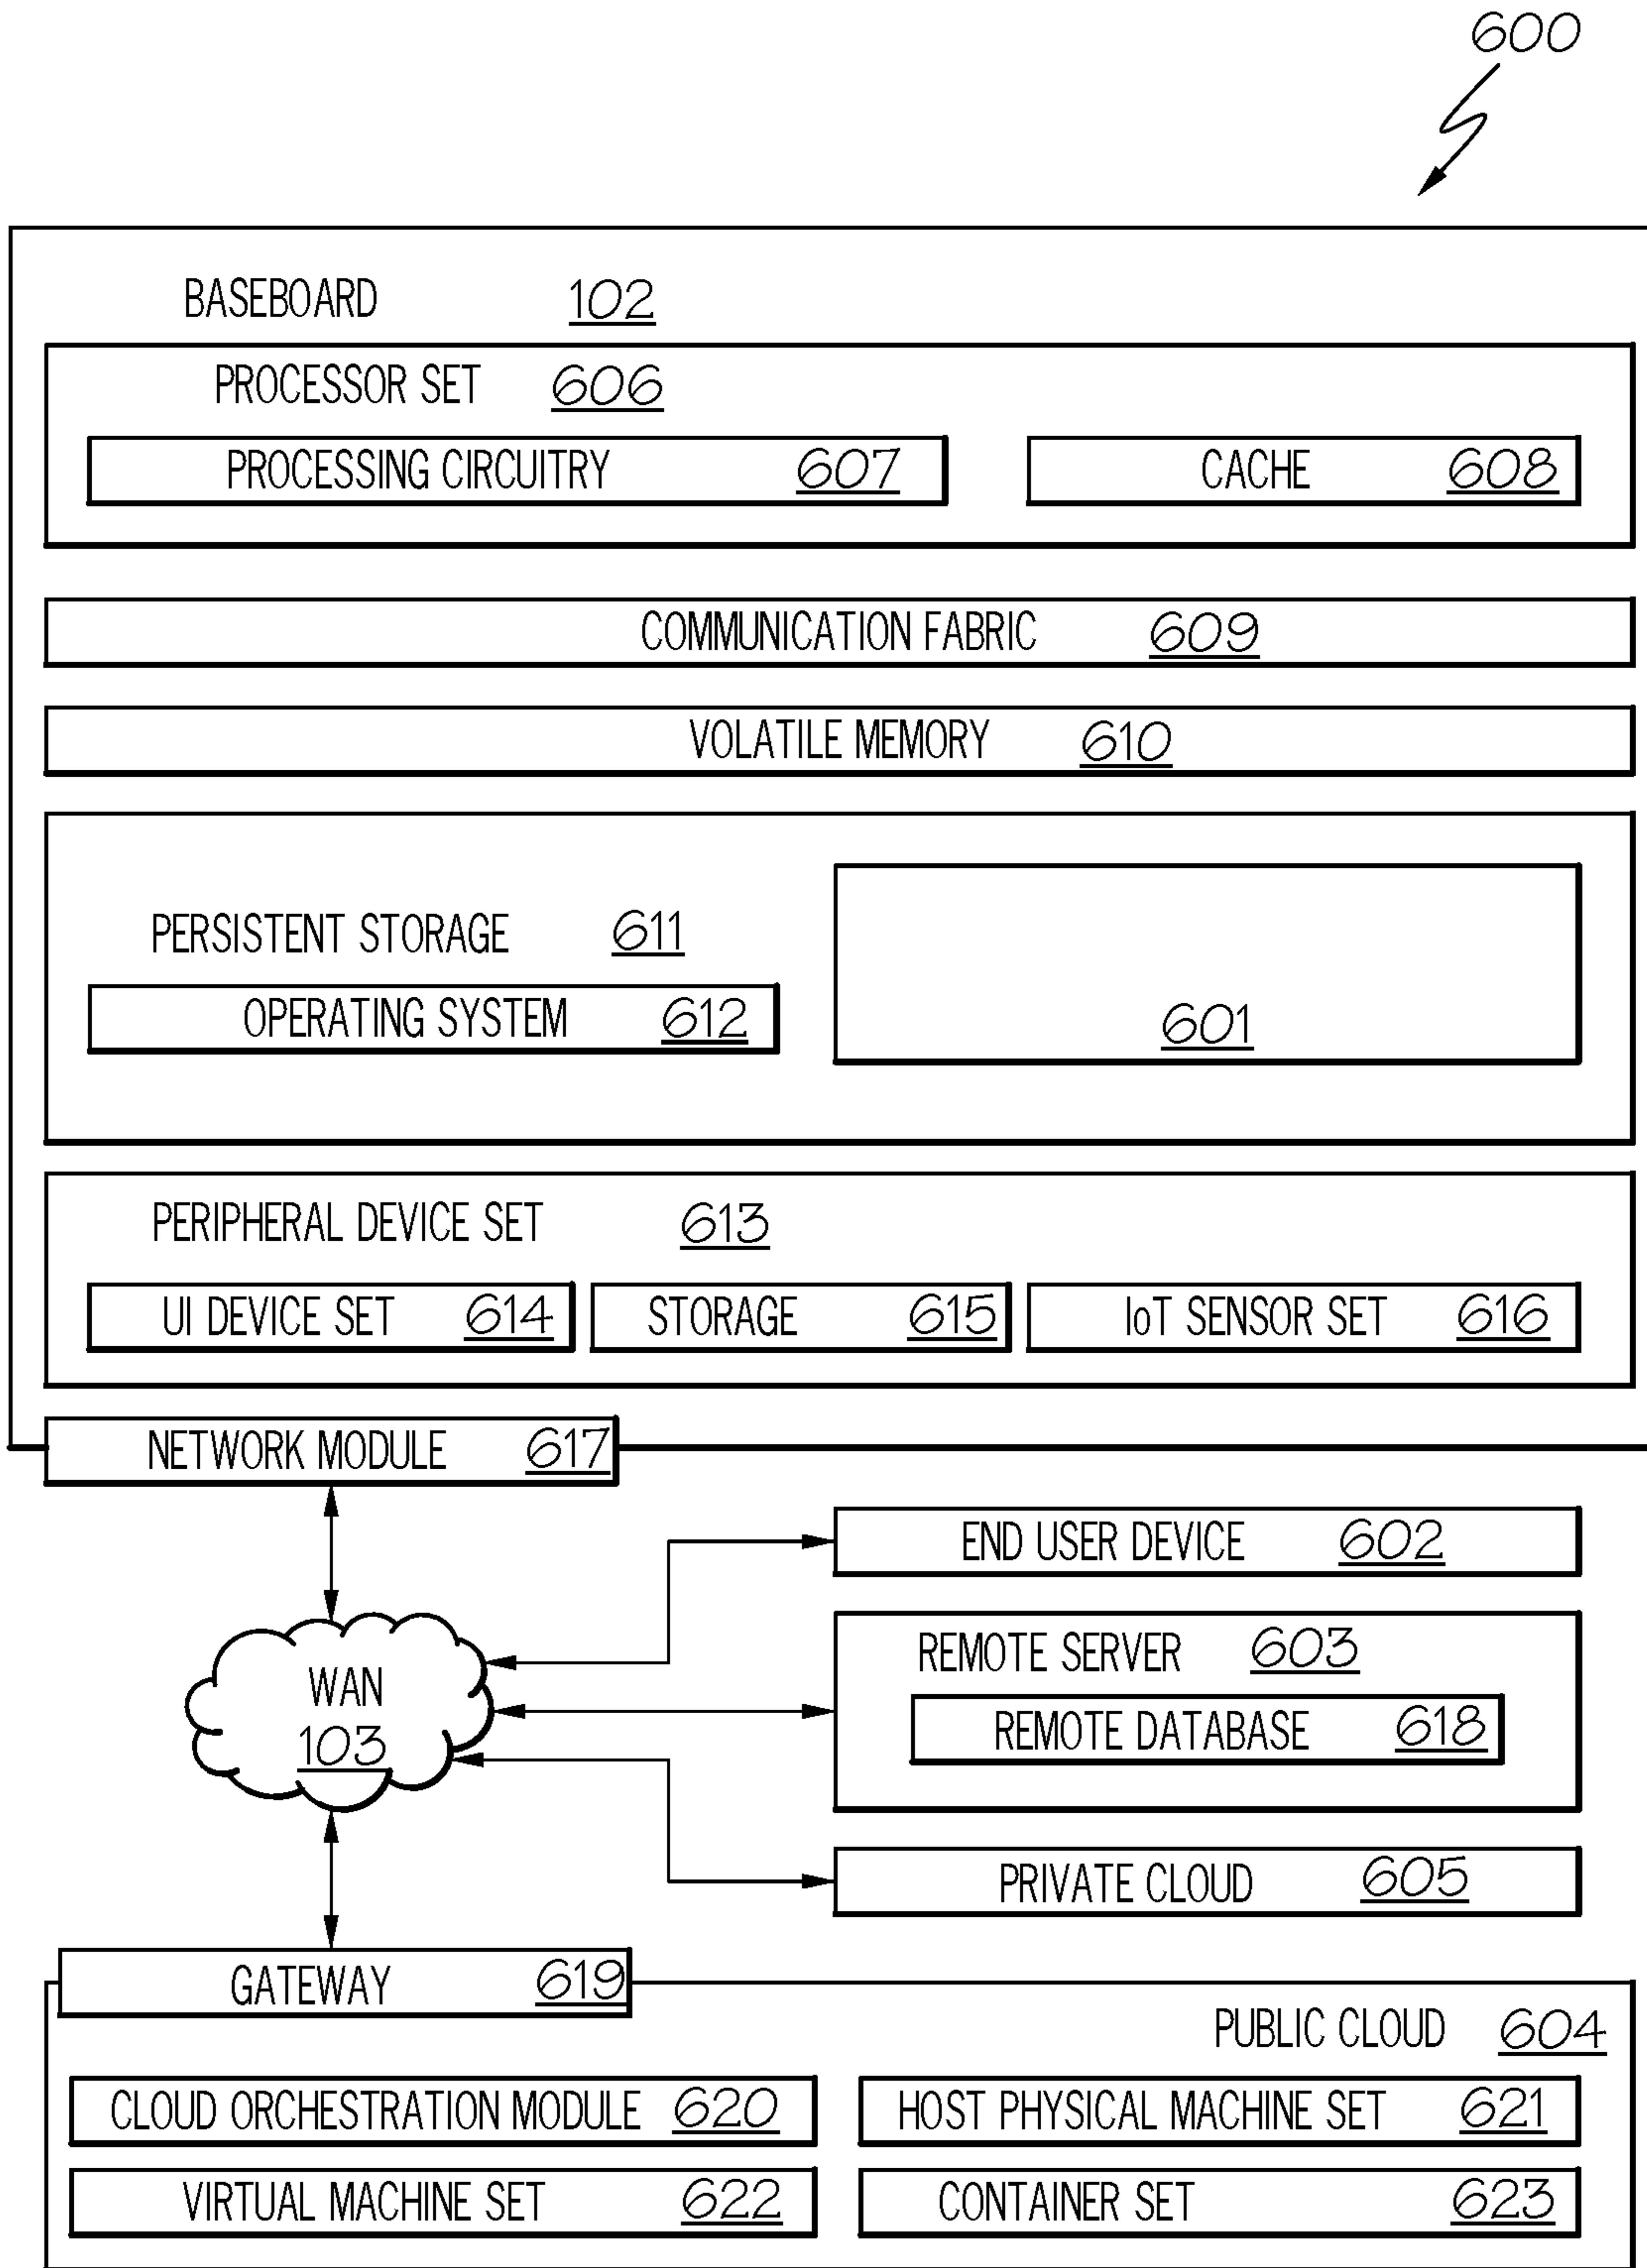 600
BASEBOARD 102
PROCESSOR SET 606
PROCESSING CIRCUITRY 607
CACHE 608
COMMUNICATION FABRIC 609
VOLATILE MEMORY 610
PERSISTENT STORAGE 611
OPERATING SYSTEM 612
601
PERIPHERAL DEVICE SET 613
UI DEVICE SET 614
STORAGE 615
IoT SENSOR SET 616
NETWORK MODULE 617
END USER DEVICE 602
REMOTE SERVER 603
REMOTE DATABASE 618
WAN
103
PRIVATE CLOUD 605
GATEWAY 619
PUBLIC CLOUD 604
CLOUD ORCHESTRATION MODULE 620
HOST PHYSICAL MACHINE SET 621
VIRTUAL MACHINE SET 622
CONTAINER SET 623